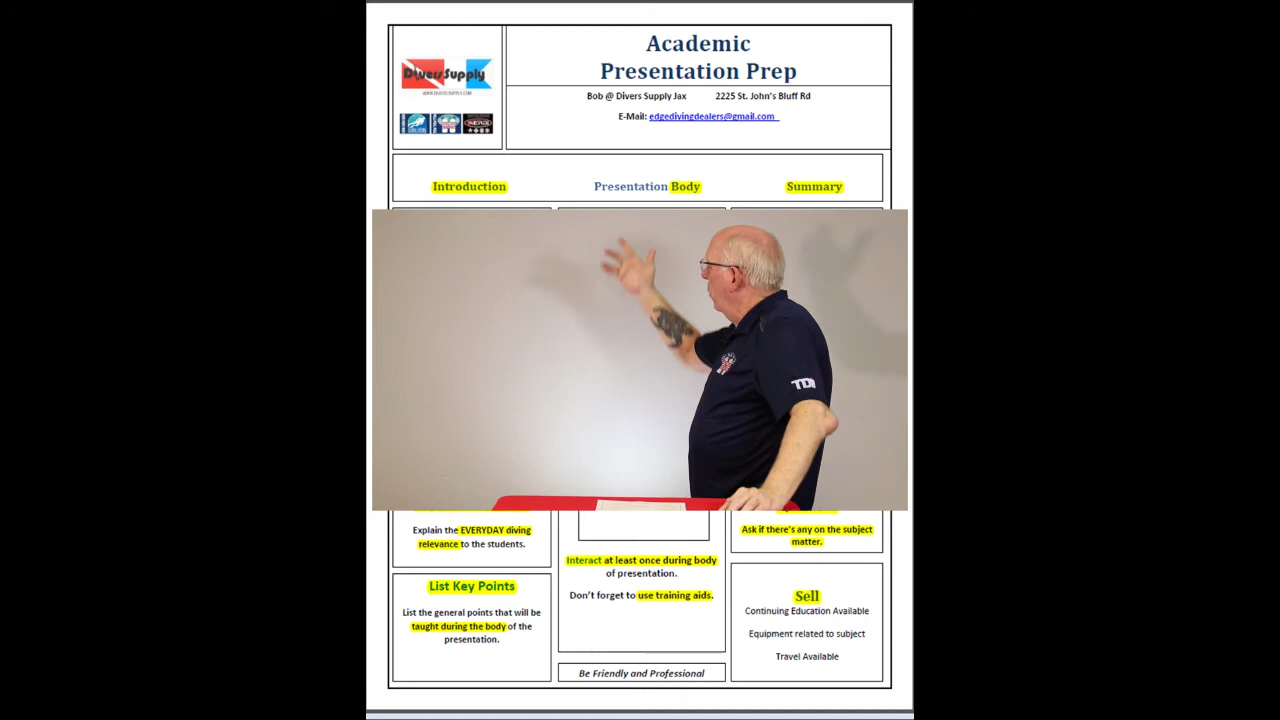 Academic
Presentation Prep
Divers Supply
WWW.DIVERSSUPPLY.COM
Bob @ Divers Supply Jax 2225 St. John's Bluff Rd
E-Mail: edgedivingdealers@gmail.com
Introduction Presentation Body Summary
TDI
Explain the EVERYDAY diving
relevance to the students.
List Key Points
List the general points that will be
taught during the body of the
presentation.
Interact at least once during body
of presentation.
Don't forget to use training aids.
Be Friendly and Professional
Ask if there's any on the subject
matter.
Sell
Continuing Education Available
Equipment related to subject
Travel Available